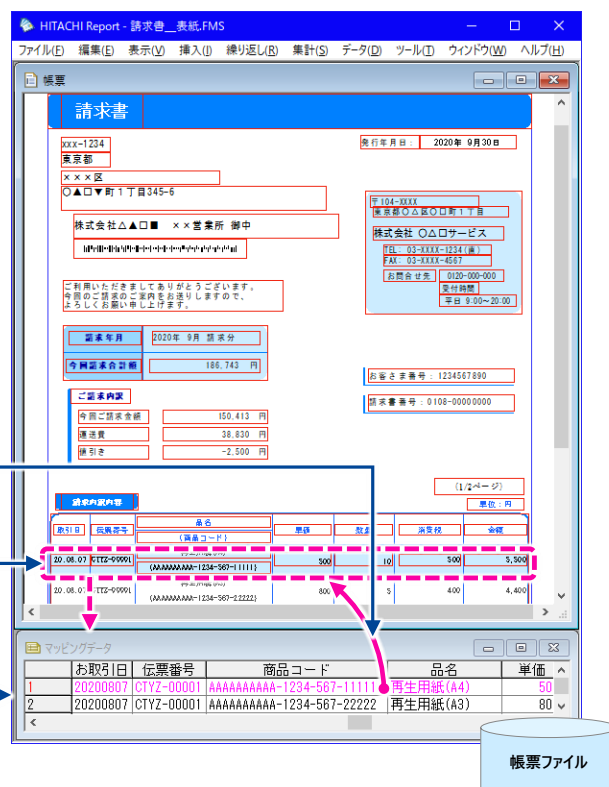 HITACHI Report - 請求書__表紙.FMS
ファイル(F) 編集(E) 表示(V) 挿入(I) 繰り返し(R) 集計(S) データ(D) ツール(T) ウィンドウ(W) ヘルプ(H)
帳票
請求書
xxx-1234
発行年月日: 2020年 9月30日
東京都
×××区
○▲□▼町1丁目345-6
〒104-XXXX
東京都○△区○□町1丁目
株式会社△▲□■ ××営業所 御中
株式会社 ○△□サービス
TEL: 03-XXXX-1234(直)
FAX: 03-XXXX-4567
お問合せ先 0120-000-000
受付時間
平日 9:00~20:00
ご利用いただきましてありがとうございます。
今回のご請求のご案内をお送りしますので、
よろしくお願い申し上げます。
請求年月 2020年 9月 請求分
今回請求合計額 186,743 円
お客さま番号: 1234567890
ご請求内訳
請求書番号:0108-00000000
今回ご請求金額 150,413 円
運送費 38,830 円
値引き -2,500 円
(1/2ページ)
請求内訳内容
単位:円
取引日 伝票番号 品名 単価 数量 消費税 金額
(商品コード)
20.08.07 CTYZ-00001 500 10 500 5,500
(AAAAAAAAAA-1234-567-11111)
800 5 400 4,400
(AAAAAAAAAA-1234-567-22222)
マッピングデータ
お取引日 伝票番号 商品コード 品名 単価
1 20200807 CTYZ-00001 AAAAAAAAAA-1234-567-11111 再生用紙(A4) 50
2 20200807 CTYZ-00001 AAAAAAAAAA-1234-567-22222 再生用紙(A3) 80
帳票ファイル